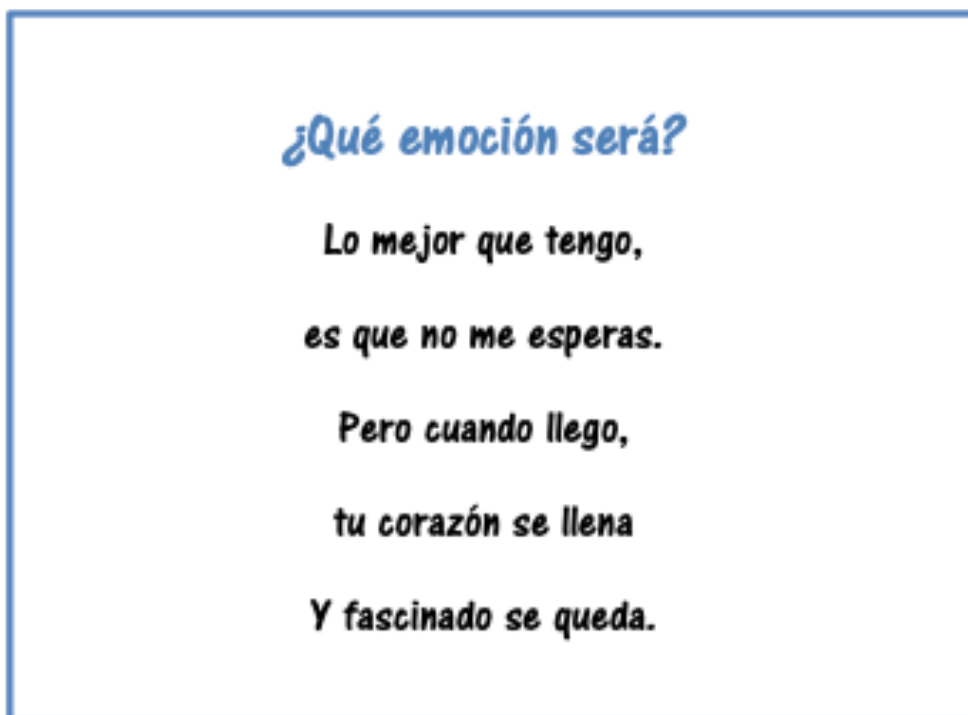 ¿Qué emoción será?
Lo mejor que tengo,
es que no me esperas.
Pero cuando llego,
tu corazón se llena
Y fascinado se queda.